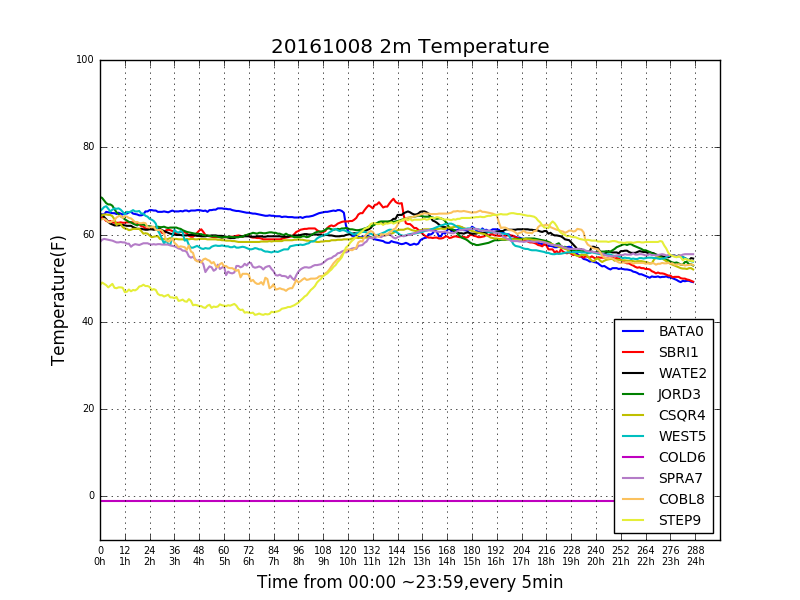 20161008 2m Temperature
Temperature(F)
100
80
60
40
20
0
0 12 24 36 48 60 72 84 96 108 120 132 144 156 168 180 192 204 216 228 240 252 264 276 288
0h 1h 2h 3h 4h 5h 6h 7h 8h 9h 10h 11h 12h 13h 14h 15h 16h 17h 18h 19h 20h 21h 22h 23h 24h
Time from 00:00 ~23:59,every 5min
BATA0
SBRI1
WATE2
JORD3
CSQR4
WEST5
COLD6
SPRA7
COBL8
STEP9